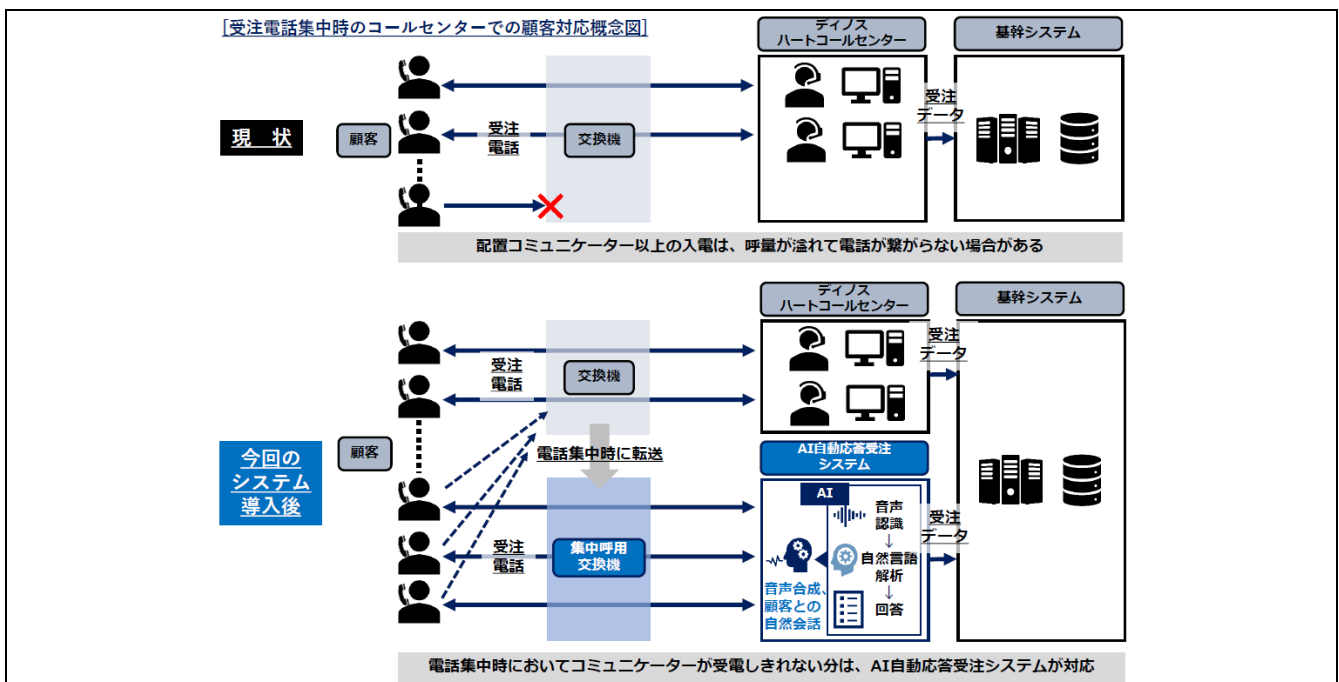 [受注電話集中時のコールセンターでの顧客対応概念図]
ディノス
ハートコールセンター
基幹システム
現 状
顧客
受注
電話
交換機
受注
データ
配置コミュニケーター以上の入電は、呼量が溢れて電話が繋がらない場合がある
ディノス
ハートコールセンター
基幹システム
受注
電話
交換機
受注
データ
今回の
システム
導入後
顧客
電話集中時に転送
AI自動応答受注
システム
受注
電話
集中呼用
交換機
AI
音声
認識
↓
自然言語
解析
↓
回答
音声合成、
顧客との
自然会話
受注
データ
電話集中時においてコミュニケーターが受電しきれない分は、AI自動応答受注システムが対応